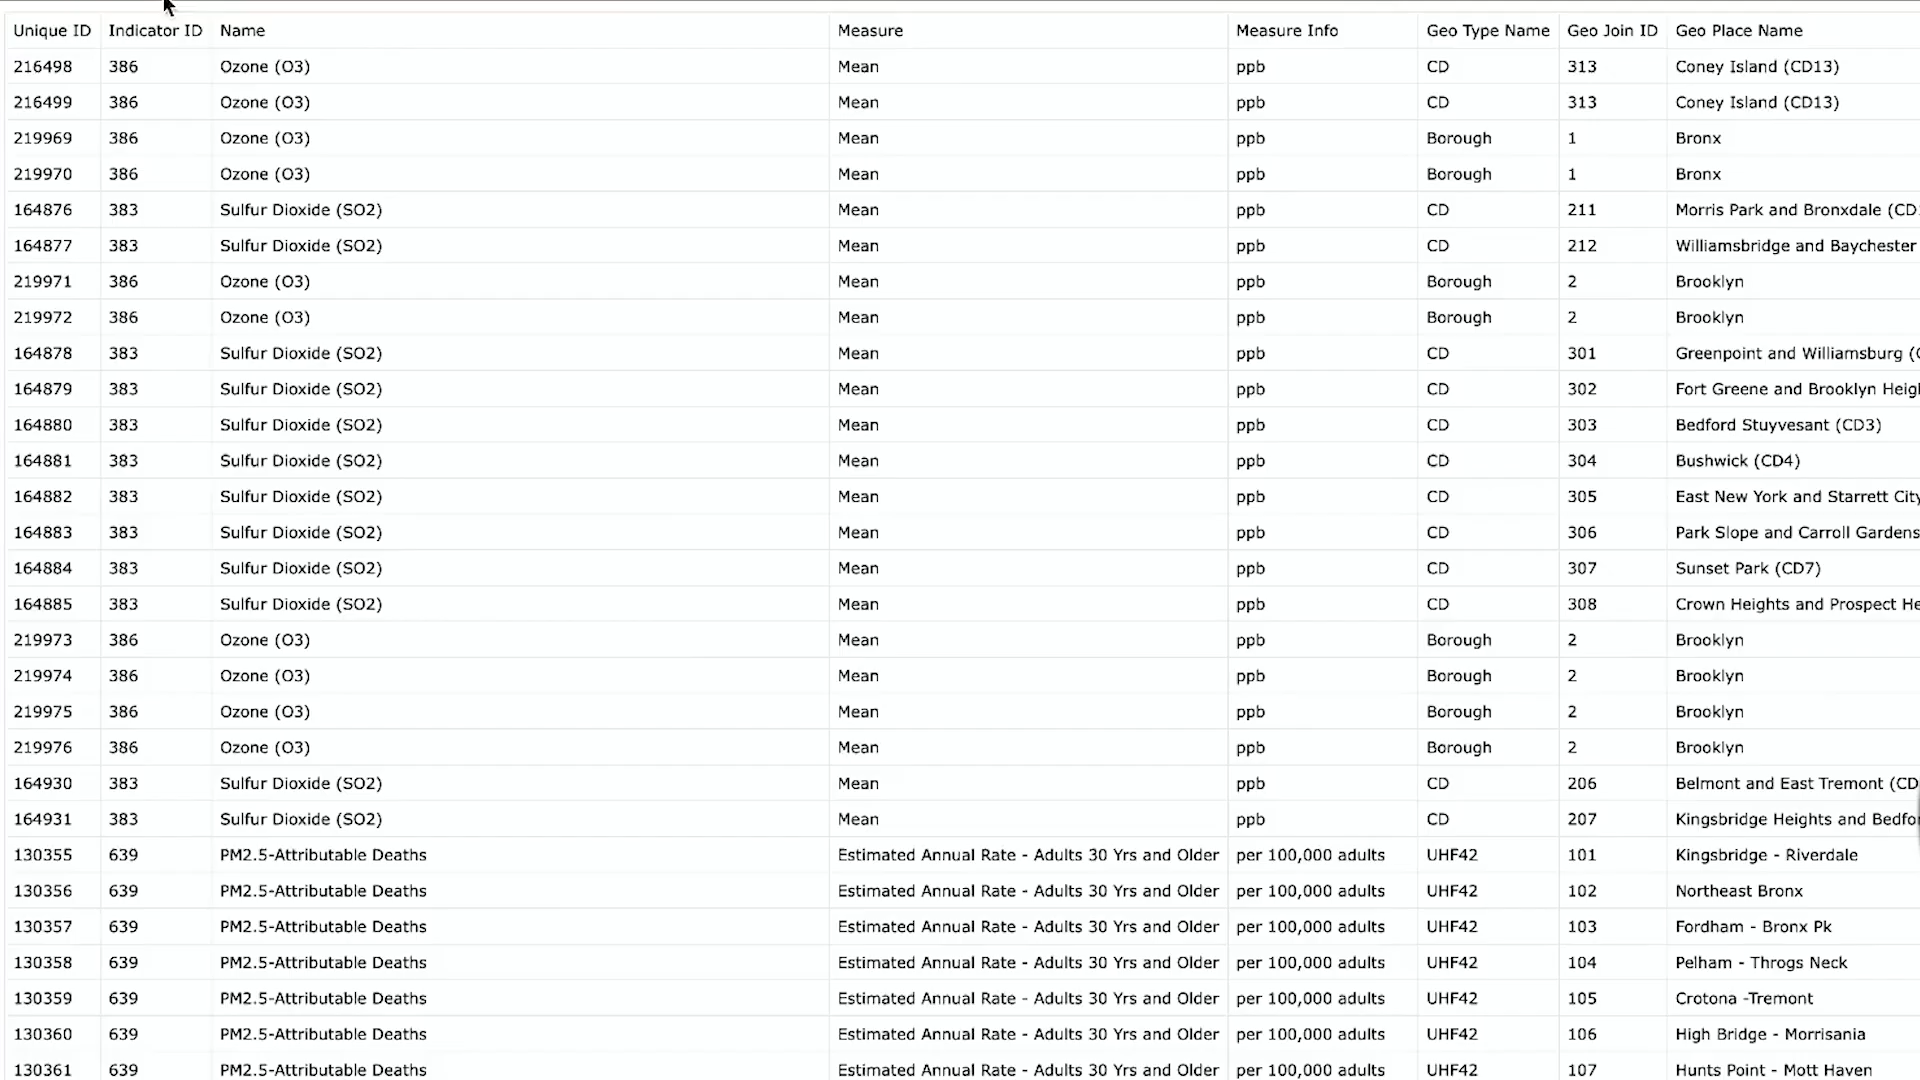 Unique ID Indicator ID Name Measure Measure Info Geo Type Name Geo Join ID Geo Place Name
216498 386 Ozone (O3) Mean ppb CD 313 Coney Island (CD13)
216499 386 Ozone (O3) Mean ppb CD 313 Coney Island (CD13)
219969 386 Ozone (O3) Mean ppb Borough 1 Bronx
219970 386 Ozone (O3) Mean ppb Borough 1 Bronx
164876 383 Sulfur Dioxide (SO2) Mean ppb CD 211 Morris Park and Bronxdale (CD
164877 383 Sulfur Dioxide (SO2) Mean ppb CD 212 Williamsbridge and Baychester
219971 386 Ozone (O3) Mean ppb Borough 2 Brooklyn
219972 386 Ozone (O3) Mean ppb Borough 2 Brooklyn
164878 383 Sulfur Dioxide (SO2) Mean ppb CD 301 Greenpoint and Williamsburg (
164879 383 Sulfur Dioxide (SO2) Mean ppb CD 302 Fort Greene and Brooklyn Heig
164880 383 Sulfur Dioxide (SO2) Mean ppb CD 303 Bedford Stuyvesant (CD3)
164881 383 Sulfur Dioxide (SO2) Mean ppb CD 304 Bushwick (CD4)
164882 383 Sulfur Dioxide (SO2) Mean ppb CD 305 East New York and Starrett City
164883 383 Sulfur Dioxide (SO2) Mean ppb CD 306 Park Slope and Carroll Gardens
164884 383 Sulfur Dioxide (SO2) Mean ppb CD 307 Sunset Park (CD7)
164885 383 Sulfur Dioxide (SO2) Mean ppb CD 308 Crown Heights and Prospect He
219973 386 Ozone (O3) Mean ppb Borough 2 Brooklyn
219974 386 Ozone (O3) Mean ppb Borough 2 Brooklyn
219975 386 Ozone (O3) Mean ppb Borough 2 Brooklyn
219976 386 Ozone (O3) Mean ppb Borough 2 Brooklyn
164930 383 Sulfur Dioxide (SO2) Mean ppb CD 206 Belmont and East Tremont (CD
164931 383 Sulfur Dioxide (SO2) Mean ppb CD 207 Kingsbridge Heights and Bedfo
130355 639 PM2.5-Attributable Deaths Estimated Annual Rate - Adults 30 Yrs and Older per 100,000 adults UHF42 101 Kingsbridge - Riverdale
130356 639 PM2.5-Attributable Deaths Estimated Annual Rate - Adults 30 Yrs and Older per 100,000 adults UHF42 102 Northeast Bronx
130357 639 PM2.5-Attributable Deaths Estimated Annual Rate - Adults 30 Yrs and Older per 100,000 adults UHF42 103 Fordham - Bronx Pk
130358 639 PM2.5-Attributable Deaths Estimated Annual Rate - Adults 30 Yrs and Older per 100,000 adults UHF42 104 Pelham - Throgs Neck
130359 639 PM2.5-Attributable Deaths Estimated Annual Rate - Adults 30 Yrs and Older per 100,000 adults UHF42 105 Crotona -Tremont
130360 639 PM2.5-Attributable Deaths Estimated Annual Rate - Adults 30 Yrs and Older per 100,000 adults UHF42 106 High Bridge - Morrisania
130361 639 PM2.5-Attributable Deaths Estimated Annual Rate - Adults 30 Yrs and Older per 100,000 adults UHF42 107 Hunts Point - Mott Haven